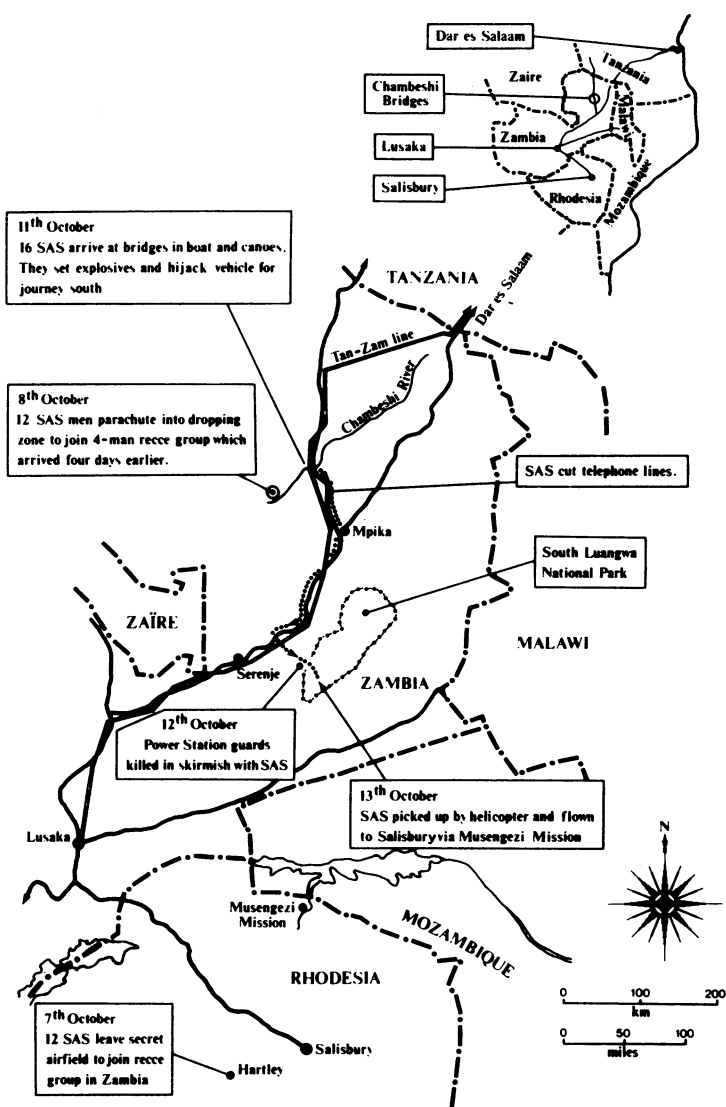 Dar es Salaam
Tanzania
Zaire
Chambeshi
Bridges
Malawi
Zambia
Lusaka
Salisbury
Rhodesia
Mozambique
11th October
16 SAS arrive at bridges in boat and canoes.
They set explosives and hijack vehicle for
journey south
TANZANIA
Dar es Salaam
Tan-Zam line
Chambeshi River
8th October
12 SAS men parachute into dropping
zone to join 4-man recce group which
arrived four days earlier.
SAS cut telephone lines.
Mpika
South Luangwa
National Park
ZAÏRE
MALAWI
Serenje
ZAMBIA
12th October
Power Station guards
killed in skirmish with SAS
13th October
SAS picked up by helicopter and flown
to Salisbury via Musengezi Mission
Lusaka
N
Musengezi
Mission
MOZAMBIQUE
RHODESIA
0 100 200
km
0 50 100
miles
7th October
12 SAS leave secret
airfield to join recce
group in Zambia
Salisbury
Hartley